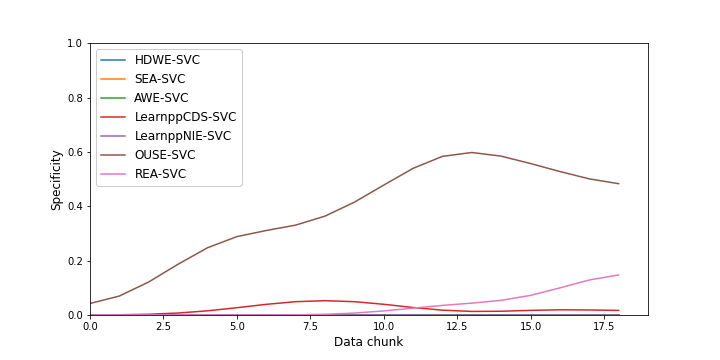 1.0
0.8
0.6
0.4
0.2
0.0
Specificity
HDWE-SVC
SEA-SVC
AWE-SVC
LearnppCDS-SVC
LearnppNIE-SVC
OUSE-SVC
REA-SVC
0.0 2.5 5.0 7.5 10.0 12.5 15.0 17.5
Data chunk